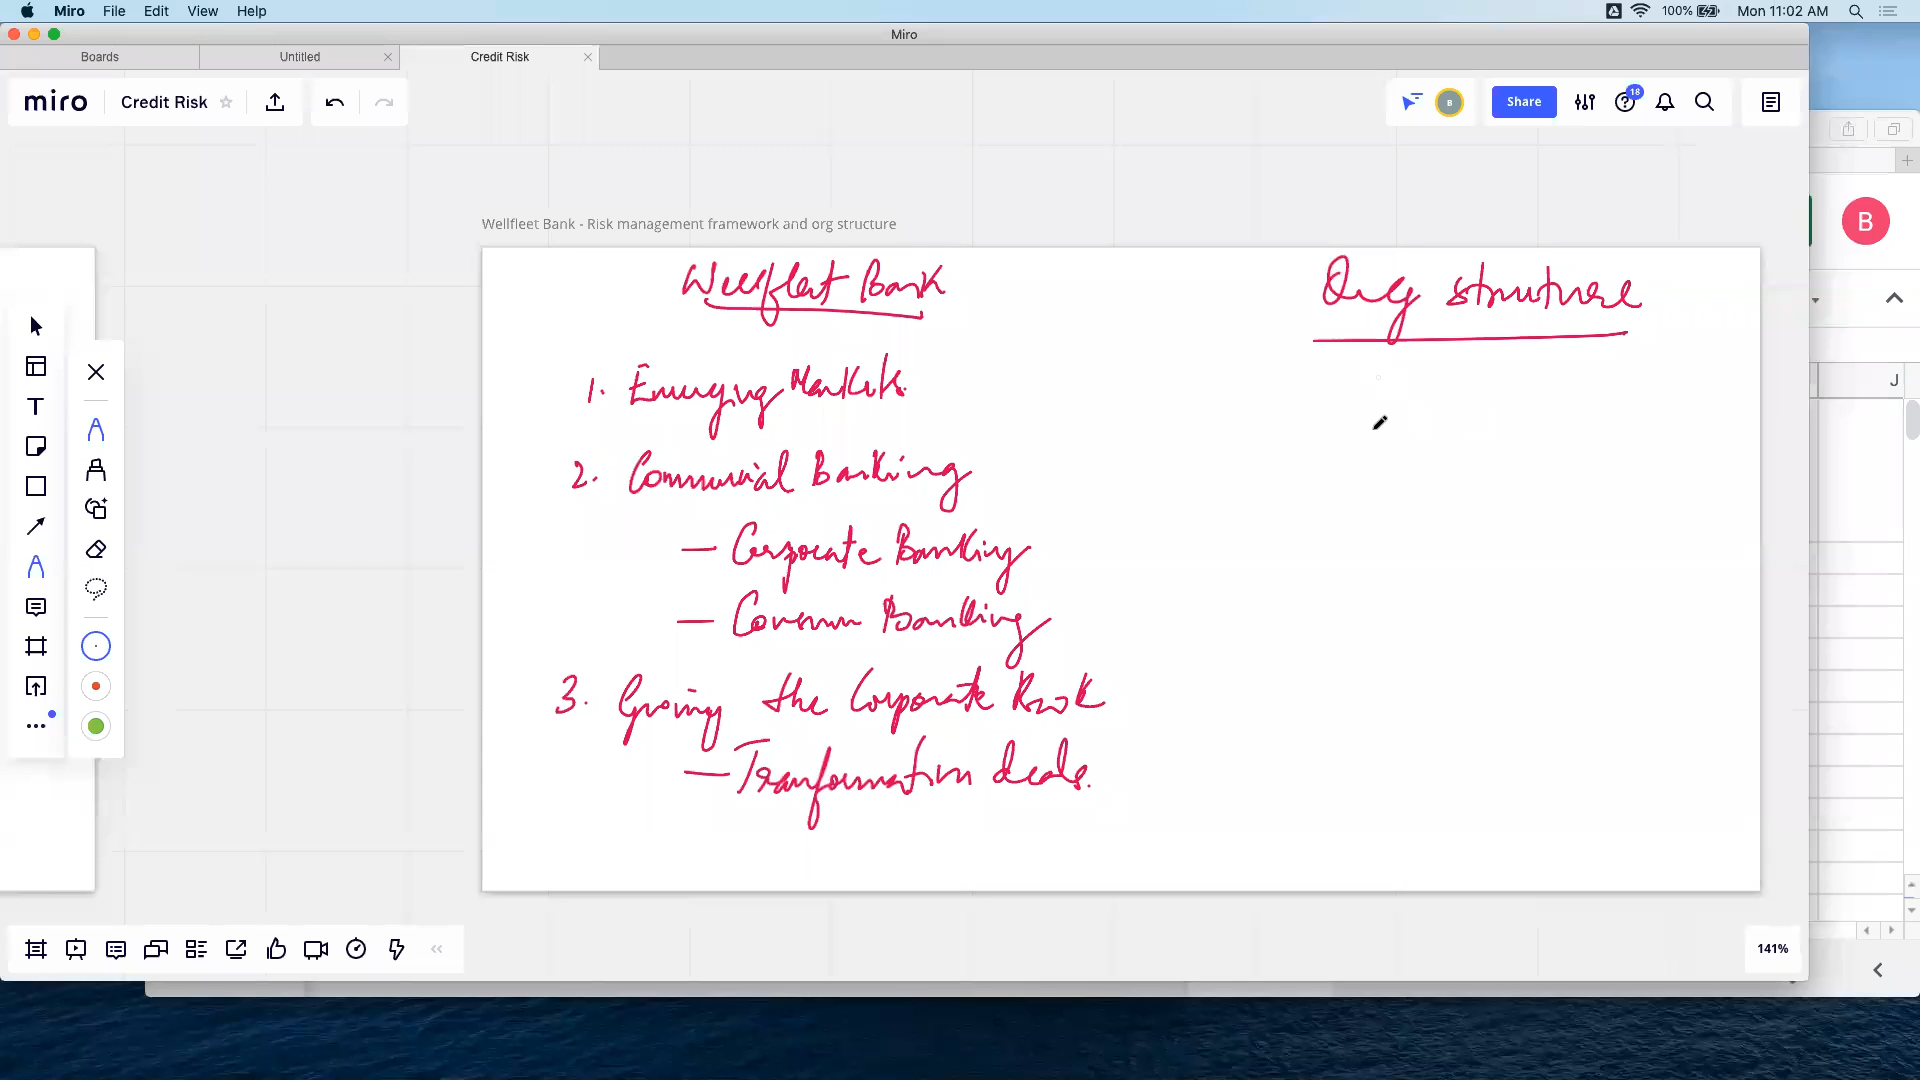 Miro File Edit View Help
100% Mon 11:02 AM
Miro
Boards Untitled Credit Risk
miro Credit Risk
B Share 18
B
J
Wellfleet Bank - Risk management framework and org structure
Wellfleet Bank
Org structure
1. Emerging Markets.
2. Commercial Banking
— Corporate Banking
— Consumer Banking
3. Growing the Corporate Risk
— Transformation deals.
T
141%